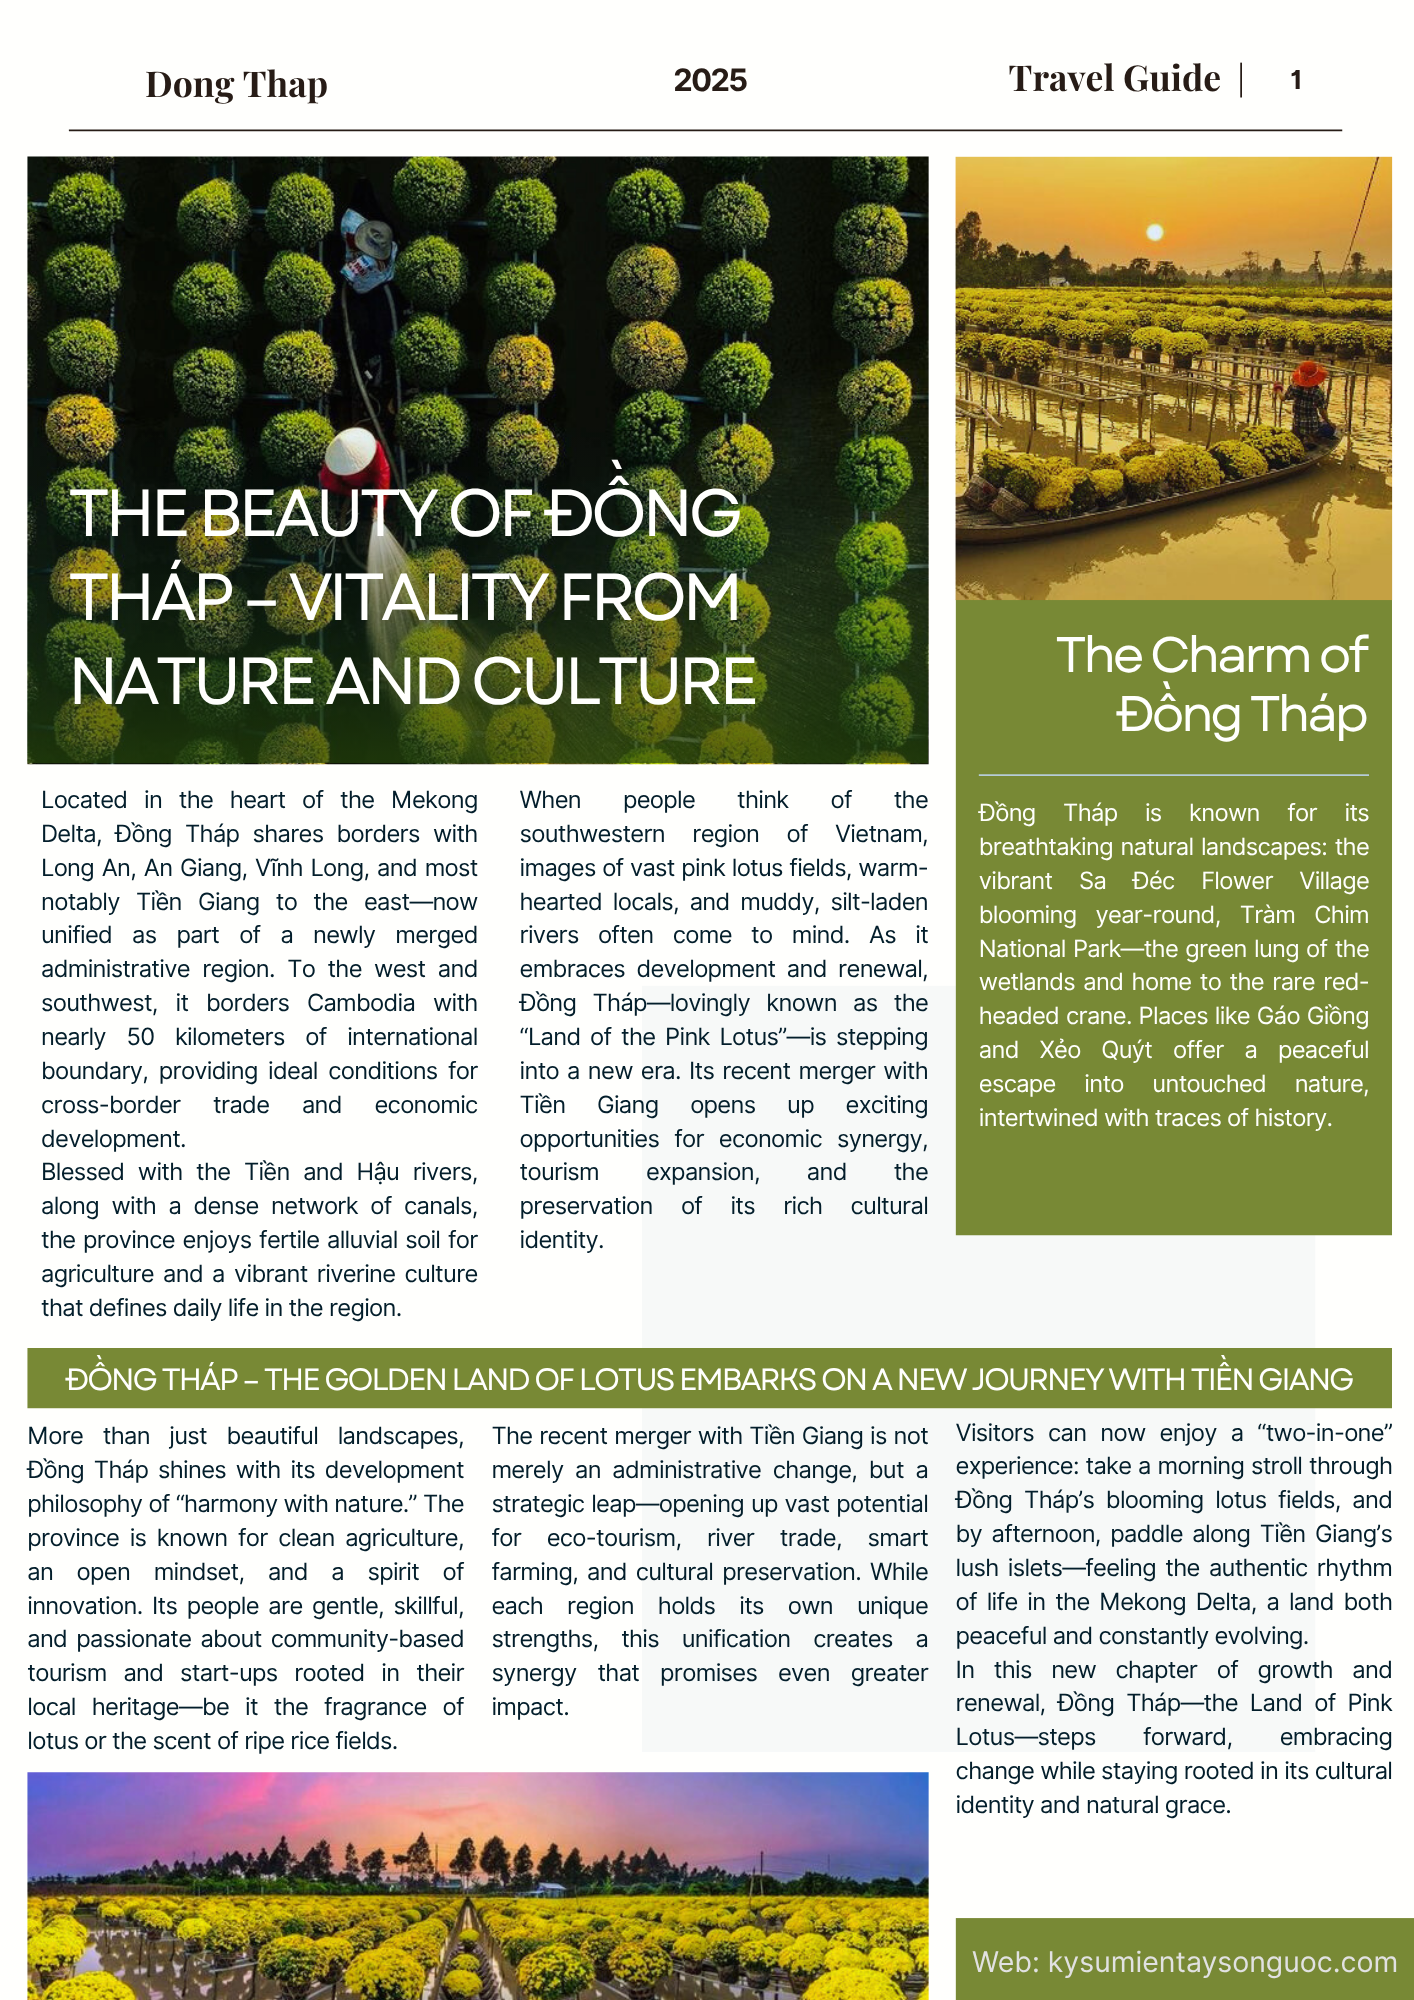 Dong Thap
2025
Travel Guide |
1
THE BEAUTY OF ĐỒNG
THÁP – VITALITY FROM
NATURE AND CULTURE
Located in the heart of the Mekong
Delta, Đồng Tháp shares borders with
Long An, An Giang, Vĩnh Long, and most
notably Tiền Giang to the east—now
unified as part of a newly merged
administrative region. To the west and
southwest, it borders Cambodia with
nearly 50 kilometers of international
boundary, providing ideal conditions for
cross-border trade and economic
development.
Blessed with the Tiền and Hậu rivers,
along with a dense network of canals,
the province enjoys fertile alluvial soil for
agriculture and a vibrant riverine culture
that defines daily life in the region.
When people think of the
southwestern region of Vietnam,
images of vast pink lotus fields, warm-
hearted locals, and muddy, silt-laden
rivers often come to mind. As it
embraces development and renewal,
Đồng Tháp—lovingly known as the
“Land of the Pink Lotus”—is stepping
into a new era. Its recent merger with
Tiền Giang opens up exciting
opportunities for economic synergy,
tourism expansion, and the
preservation of its rich cultural
identity.
The Charm of
Đồng Tháp
Đồng Tháp is known for its
breathtaking natural landscapes: the
vibrant Sa Đéc Flower Village
blooming year-round, Tràm Chim
National Park—the green lung of the
wetlands and home to the rare red-
headed crane. Places like Gáo Giồng
and Xẻo Quýt offer a peaceful
escape into untouched nature,
intertwined with traces of history.
ĐỒNG THÁP – THE GOLDEN LAND OF LOTUS EMBARKS ON A NEW JOURNEY WITH TIỀN GIANG
More than just beautiful landscapes,
Đồng Tháp shines with its development
philosophy of “harmony with nature.” The
province is known for clean agriculture,
an open mindset, and a spirit of
innovation. Its people are gentle, skillful,
and passionate about community-based
tourism and start-ups rooted in their
local heritage—be it the fragrance of
lotus or the scent of ripe rice fields.
The recent merger with Tiền Giang is not
merely an administrative change, but a
strategic leap—opening up vast potential
for eco-tourism, river trade, smart
farming, and cultural preservation. While
each region holds its own unique
strengths, this unification creates a
synergy that promises even greater
impact.
Visitors can now enjoy a “two-in-one”
experience: take a morning stroll through
Đồng Tháp’s blooming lotus fields, and
by afternoon, paddle along Tiền Giang’s
lush islets—feeling the authentic rhythm
of life in the Mekong Delta, a land both
peaceful and constantly evolving.
In this new chapter of growth and
renewal, Đồng Tháp—the Land of Pink
Lotus—steps forward, embracing
change while staying rooted in its cultural
identity and natural grace.
Web: kysumientaysonguoc.com